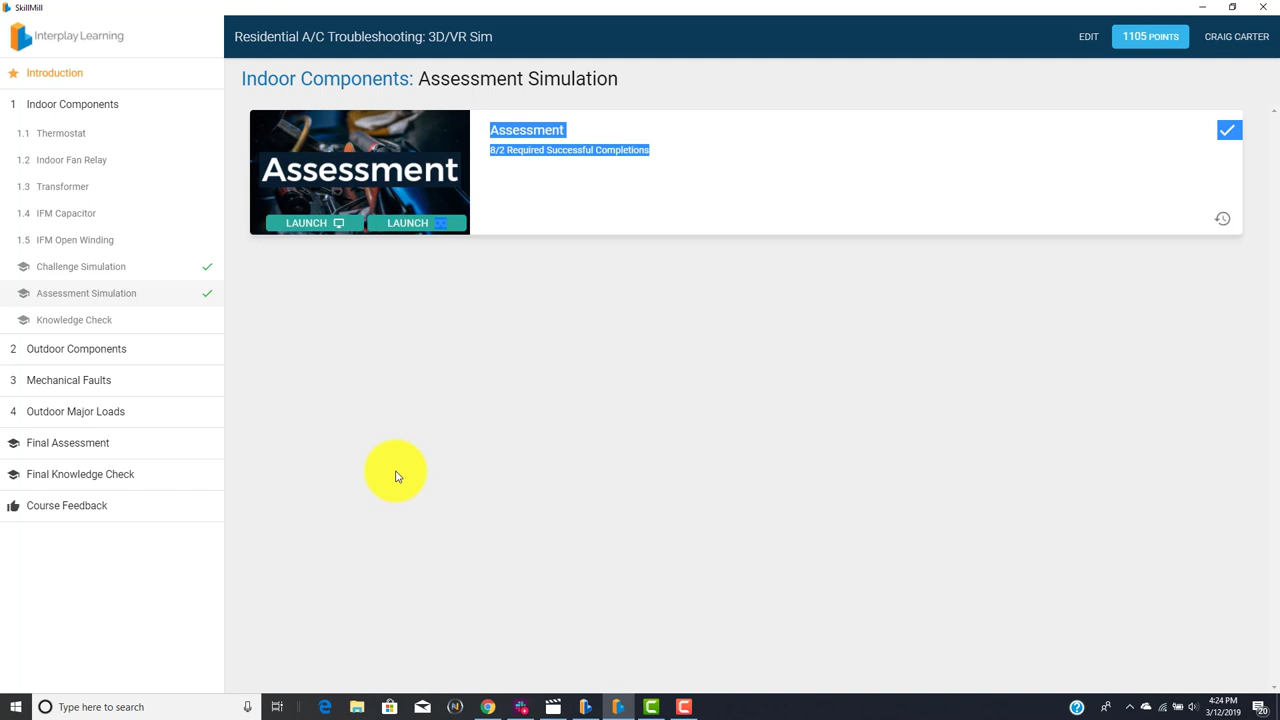 SkillMill
Interplay Learning
Residential A/C Troubleshooting: 3D/VR Sim
EDIT
1105 POINTS
CRAIG CARTER
Introduction
1 Indoor Components
1.1 Thermostat
1.2 Indoor Fan Relay
1.3 Transformer
1.4 IFM Capacitor
1.5 IFM Open Winding
Challenge Simulation
Assessment Simulation
Knowledge Check
2 Outdoor Components
3 Mechanical Faults
4 Outdoor Major Loads
Final Assessment
Final Knowledge Check
Course Feedback
Indoor Components: Assessment Simulation
Assessment
LAUNCH
LAUNCH
Assessment
8/2 Required Successful Completions
Type here to search
4:24 PM
3/12/2019
20